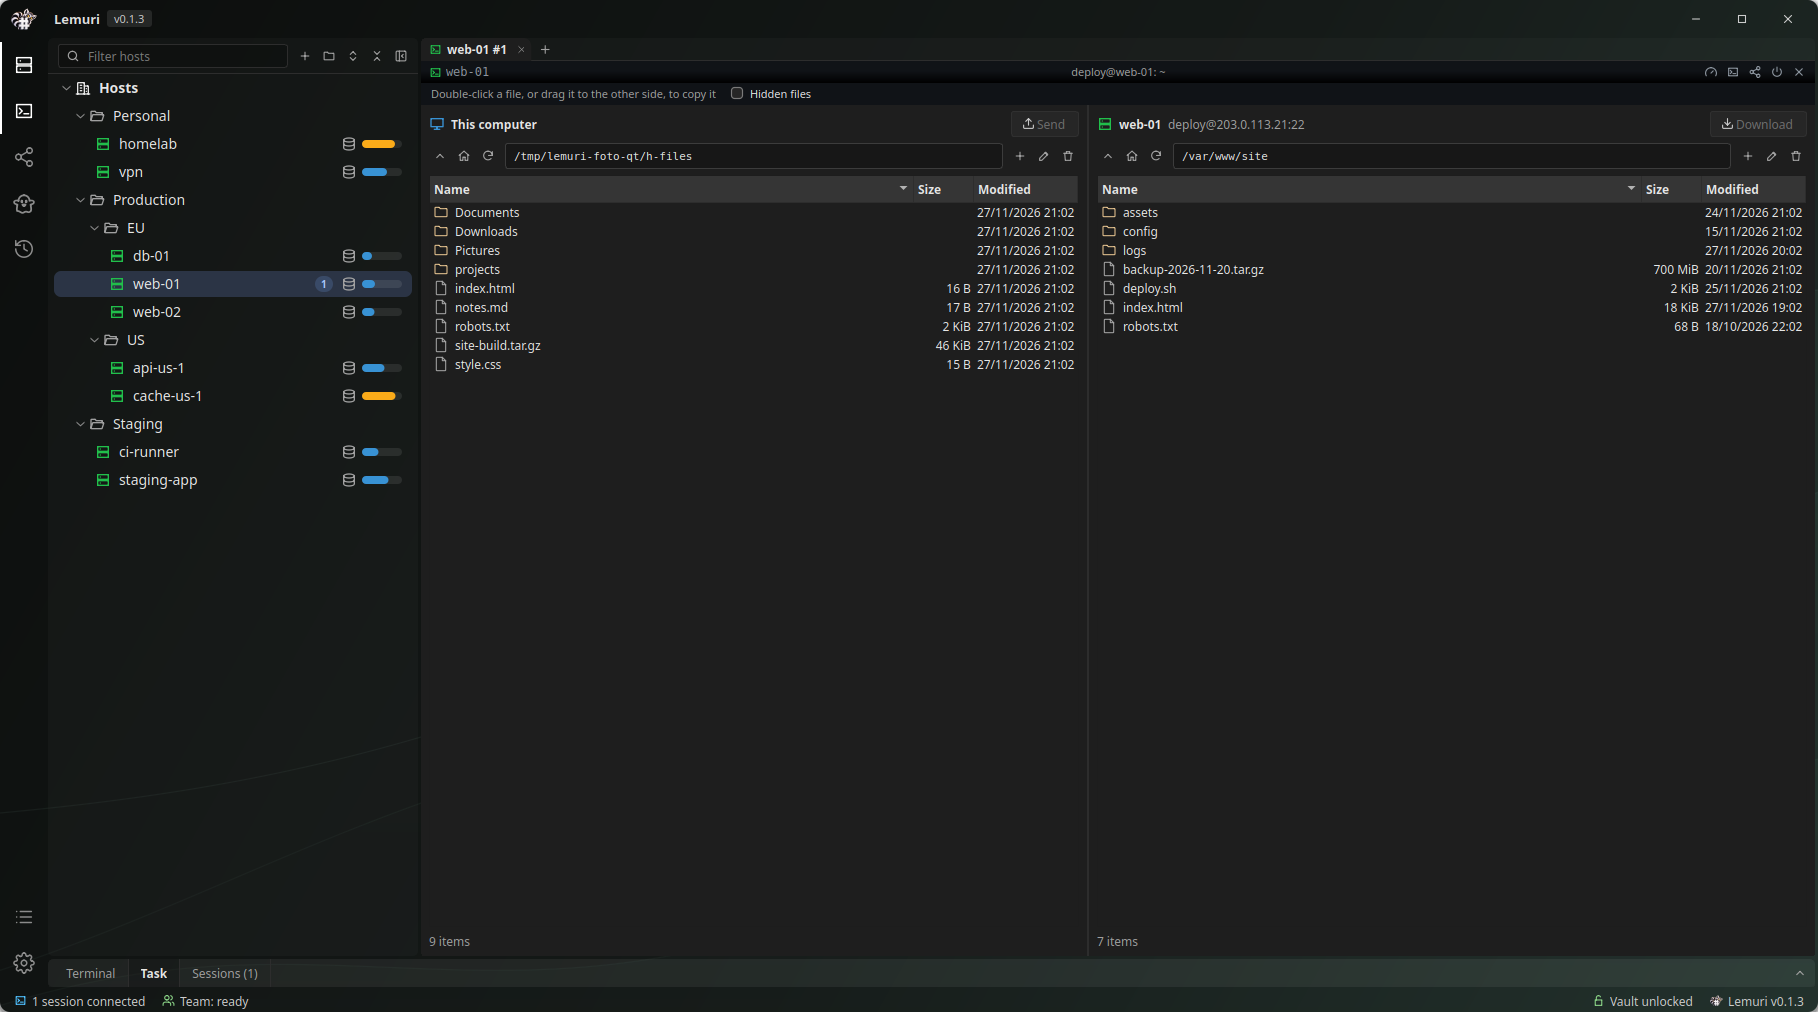 Lemuri v0.1.3
Filter hosts
Hosts
Personal
homelab
vpn
Production
EU
db-01
web-01 1
web-02
US
api-us-1
cache-us-1
Staging
ci-runner
staging-app
web-01 #1
web-01 deploy@web-01: ~
Double-click a file, or drag it to the other side, to copy it Hidden files
This computer Send
/tmp/lemuri-foto-qt/h-files
Name Size Modified
Documents 27/11/2026 21:02
Downloads 27/11/2026 21:02
Pictures 27/11/2026 21:02
projects 27/11/2026 21:02
index.html 16 B 27/11/2026 21:02
notes.md 17 B 27/11/2026 21:02
robots.txt 2 KiB 27/11/2026 21:02
site-build.tar.gz 46 KiB 27/11/2026 21:02
style.css 15 B 27/11/2026 21:02
9 items
web-01 deploy@203.0.113.21:22 Download
/var/www/site
Name Size Modified
assets 24/11/2026 21:02
config 15/11/2026 21:02
logs 27/11/2026 20:02
backup-2026-11-20.tar.gz 700 MiB 20/11/2026 21:02
deploy.sh 2 KiB 25/11/2026 21:02
index.html 18 KiB 27/11/2026 19:02
robots.txt 68 B 18/10/2026 22:02
7 items
Terminal Task Sessions (1)
1 session connected Team: ready Vault unlocked Lemuri v0.1.3